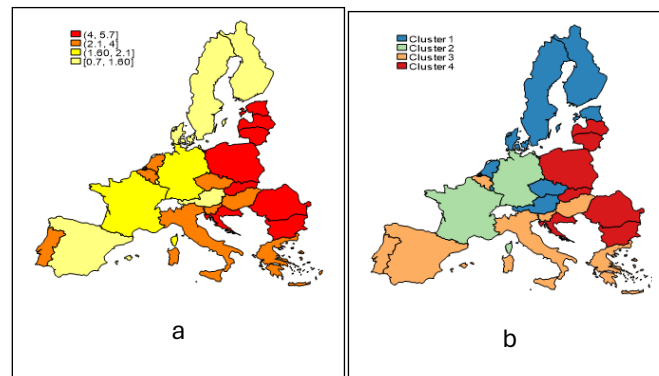 (4, 5.7]
(2.1, 4]
(1.60, 2.1]
[0.7, 1.60]
a
Cluster 1
Cluster 2
Cluster 3
Cluster 4
b